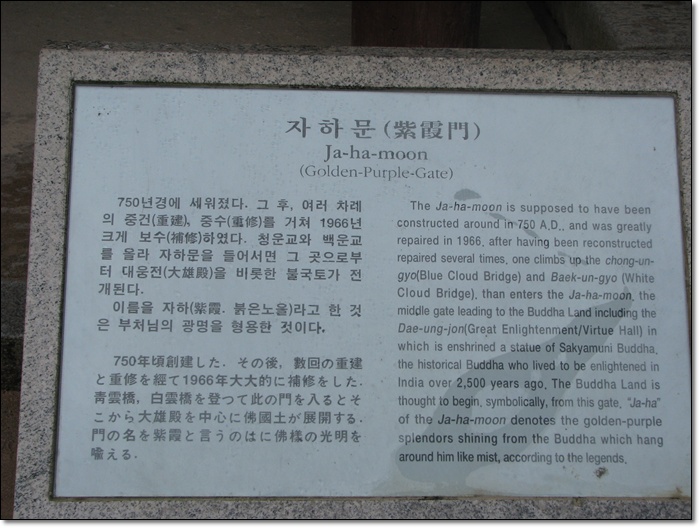 자하문(紫霞門)
Ja-ha-moon
(Golden-Purple-Gate)
750년경에 세워졌다. 그 후, 여러 차례
의 중건(重建), 중수(重修)를 거쳐 1966년
크게 보수(補修)하였다. 청운교와 백운교
를 올라 자하문을 들어서면 그 곳으로부
터 대웅전(大雄殿)을 비롯한 불국토가 전
개된다.
이름을 자하(紫霞. 붉은노을)라고 한 것
은 부처님의 광명을 형용한 것이다.
750年頃創建した. その後, 數回の重建
と重修を經て1966年大大的に補修をした.
靑雲橋, 白雲橋を登つて此の門を入るとそ
こから大雄殿を中心に佛國土が展開する.
門の名を紫霞と言うのはに佛樣の光明を
喩える.
The Ja-ha-moon is supposed to have been
constructed around in 750 A.D., and was greatly
repaired in 1966, after having been reconstructed
repaired several times, one climbs up the chong-un-
gyo(Blue Cloud Bridge) and Baek-un-gyo (White
Cloud Bridge), than enters the Ja-ha-moon, the
middle gate leading to the Buddha Land including the
Dae-ung-jon(Great Enlightenment/Virtue Hall) in
which is enshrined a statue of Sakyamuni Buddha,
the historical Buddha who lived to be enlightened in
India over 2,500 years ago. The Buddha Land is
thought to begin, symbolically, from this gate. "Ja-ha"
of the Ja-ha-moon denotes the golden-purple
splendors shining from the Buddha which hang
around him like mist, according to the legends.